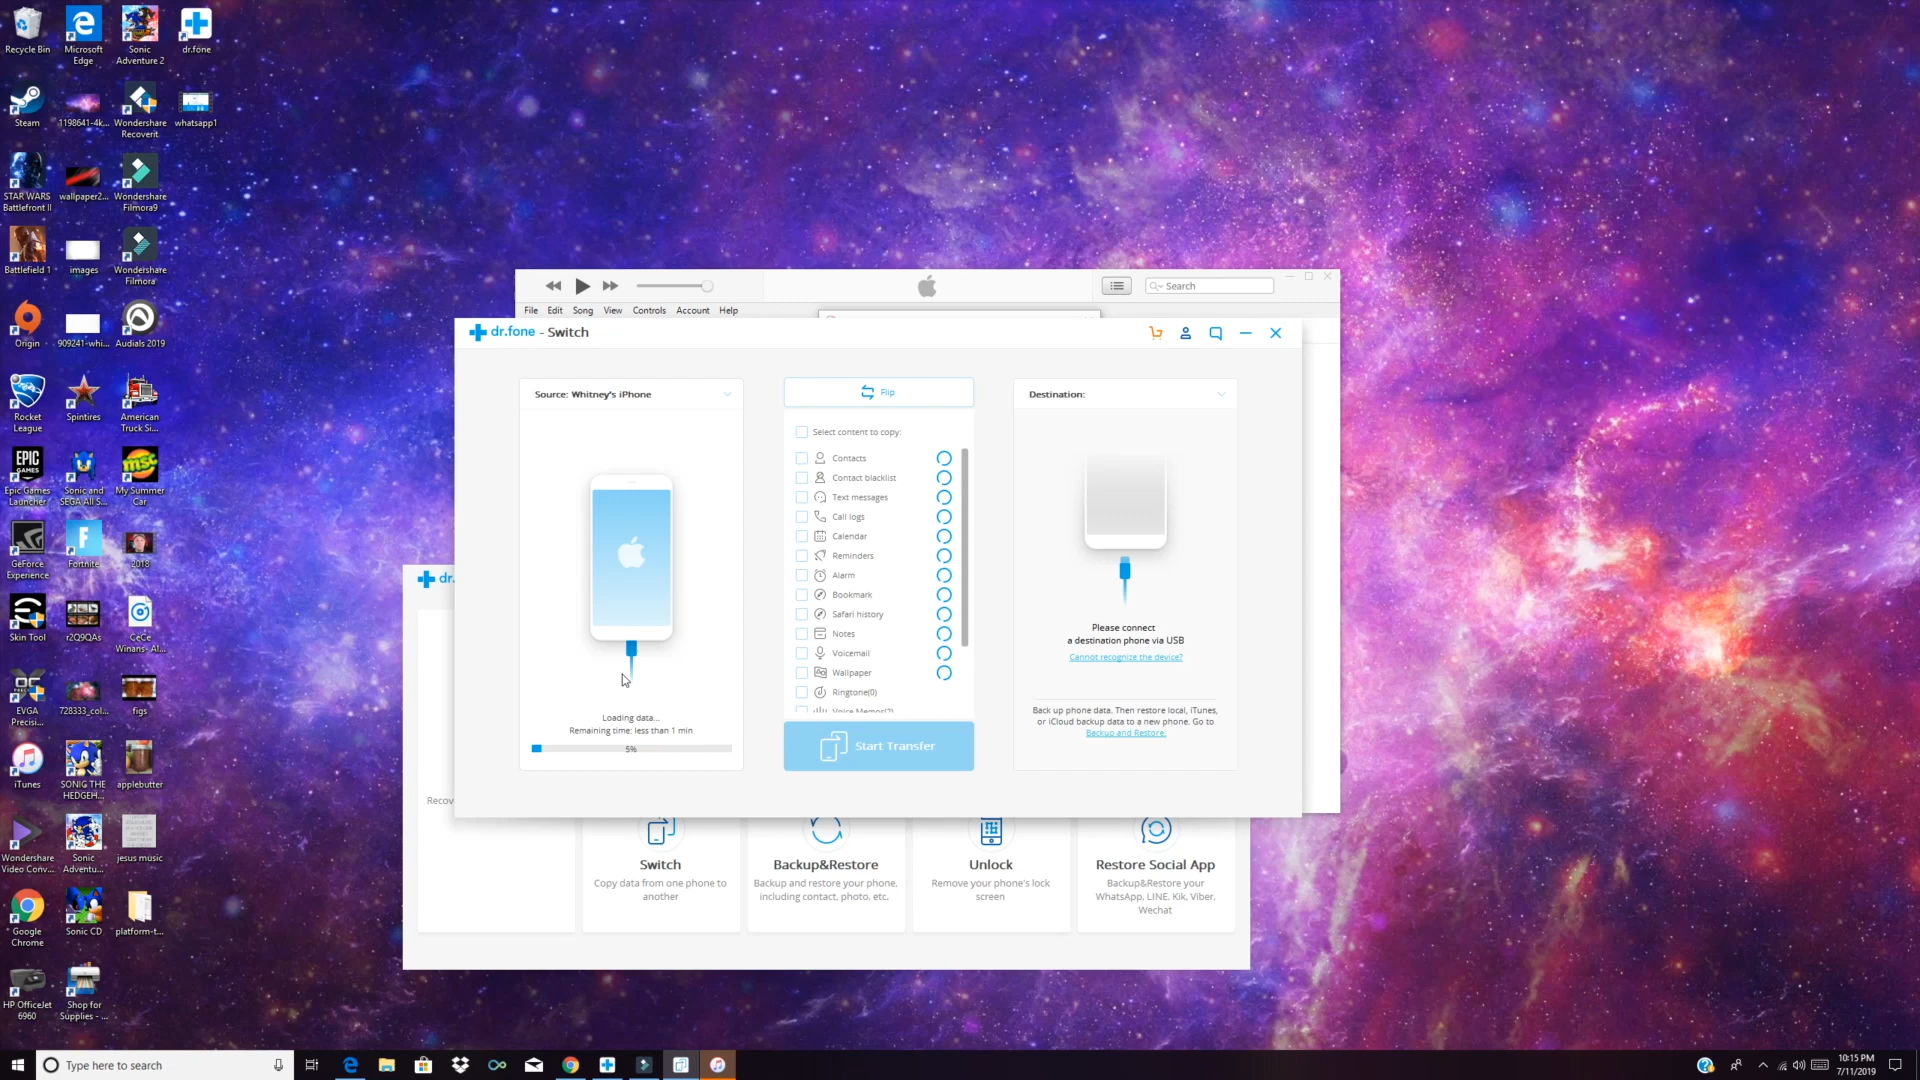 Recycle Bin
Microsoft Edge
Sonic Adventure 2
dr.fone
Steam
1198641-4k...
Wondershare Recoverit
whatsapp1
STAR WARS Battlefront II
wallpaper2...
Wondershare Filmora9
Battlefield 1
images
Wondershare Filmora
Origin
909241-whi...
Audials 2019
Rocket League
Spintires
American Truck Si...
EPIC GAMES
msc
Epic Games Launcher
Sonic and SEGA All S...
My Summer Car
GeForce Experience
Fortnite
2018
Skin Tool
r2Q9QAs
CeCe Winans- Al...
EVGA Precisi...
728333_col...
figs
iTunes
SONIC THE HEDGEH...
applebutter
Wondershare Video Conv...
Sonic Adventu...
jesus music
Google Chrome
Sonic CD
platform-t...
HP OfficeJet 6960
Shop for Supplies - ...
Search
File Edit Song View Controls Account Help
dr.fone - Switch
Source: Whitney's iPhone
Flip
Destination:
Select content to copy:
Contacts
Contact blacklist
Text messages
Call logs
Calendar
Reminders
Alarm
Bookmark
Safari history
Notes
Voicemail
Wallpaper
Ringtone(0)
Loading data...
Remaining time: less than 1 min
5%
Start Transfer
Please connect
a destination phone via USB
Cannot recognize the device?
Back up phone data. Then restore local, iTunes,
or iCloud backup data to a new phone. Go to
Backup and Restore.
dr.
Recov
Switch
Copy data from one phone to
another
Backup&Restore
Backup and restore your phone,
including contact, photo, etc.
Unlock
Remove your phone's lock
screen
Restore Social App
Backup&Restore your
WhatsApp, LINE, Kik, Viber,
Wechat
Type here to search
10:15 PM
7/11/2019